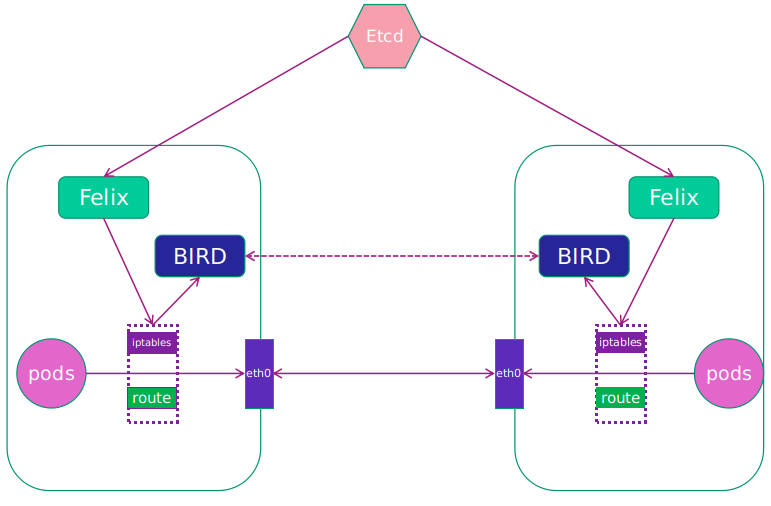 Etcd
Felix
Felix
BIRD
BIRD
iptables
iptables
pods
eth0
eth0
pods
route
route